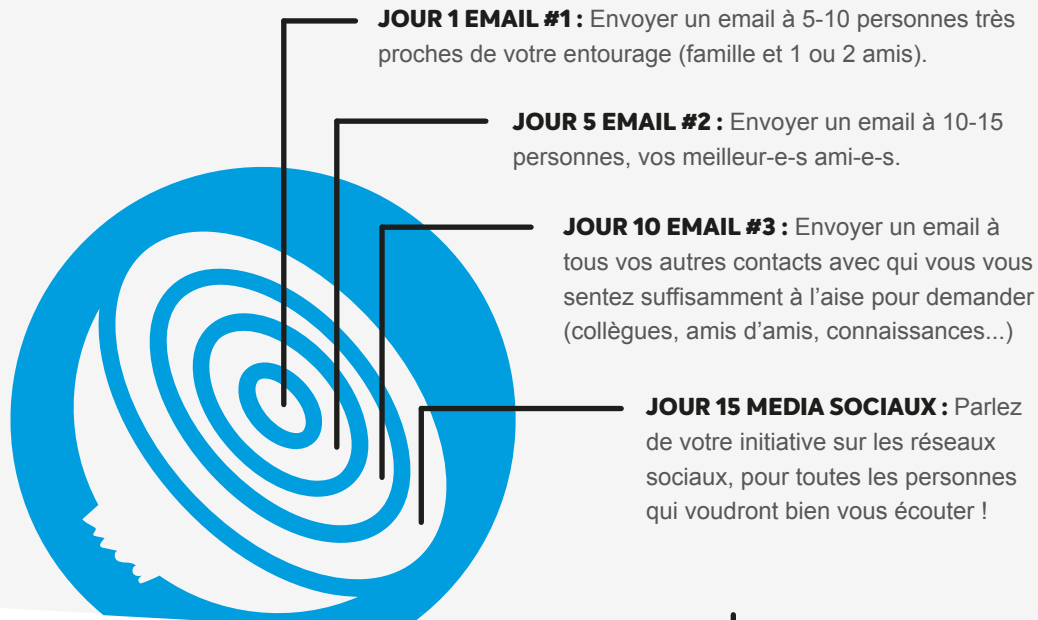 JOUR 1 EMAIL #1 : Envoyer un email à 5-10 personnes très
proches de votre entourage (famille et 1 ou 2 amis).
JOUR 5 EMAIL #2 : Envoyer un email à 10-15
personnes, vos meilleur-e-s ami-e-s.
JOUR 10 EMAIL #3 : Envoyer un email à
tous vos autres contacts avec qui vous vous
sentez suffisamment à l’aise pour demander
(collègues, amis d’amis, connaissances...)
JOUR 15 MEDIA SOCIAUX : Parlez
de votre initiative sur les réseaux
sociaux, pour toutes les personnes
qui voudront bien vous écouter !